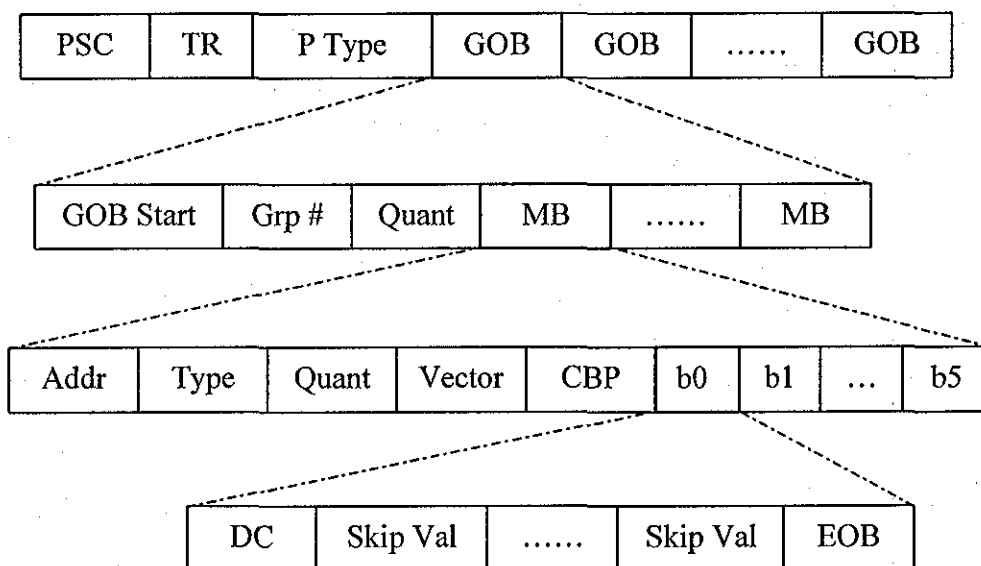 PSC TR P Type GOB GOB ...... GOB
GOB Start Grp # Quant MB ...... MB
Addr Type Quant Vector CBP b0 b1 ... b5
DC Skip Val ...... Skip Val EOB